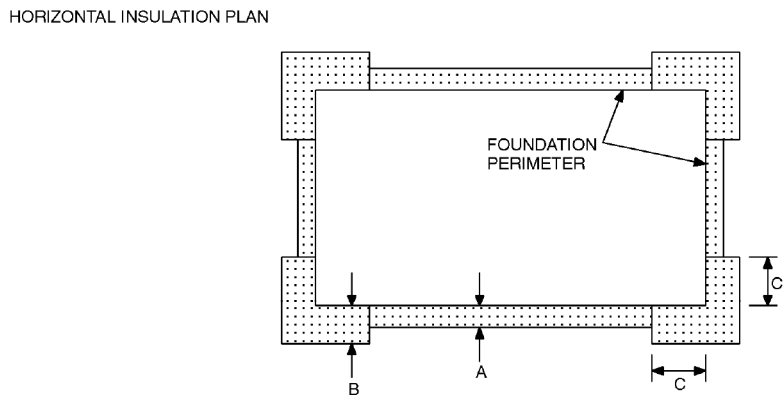 HORIZONTAL INSULATION PLAN
FOUNDATION
PERIMETER
C
B
A
C